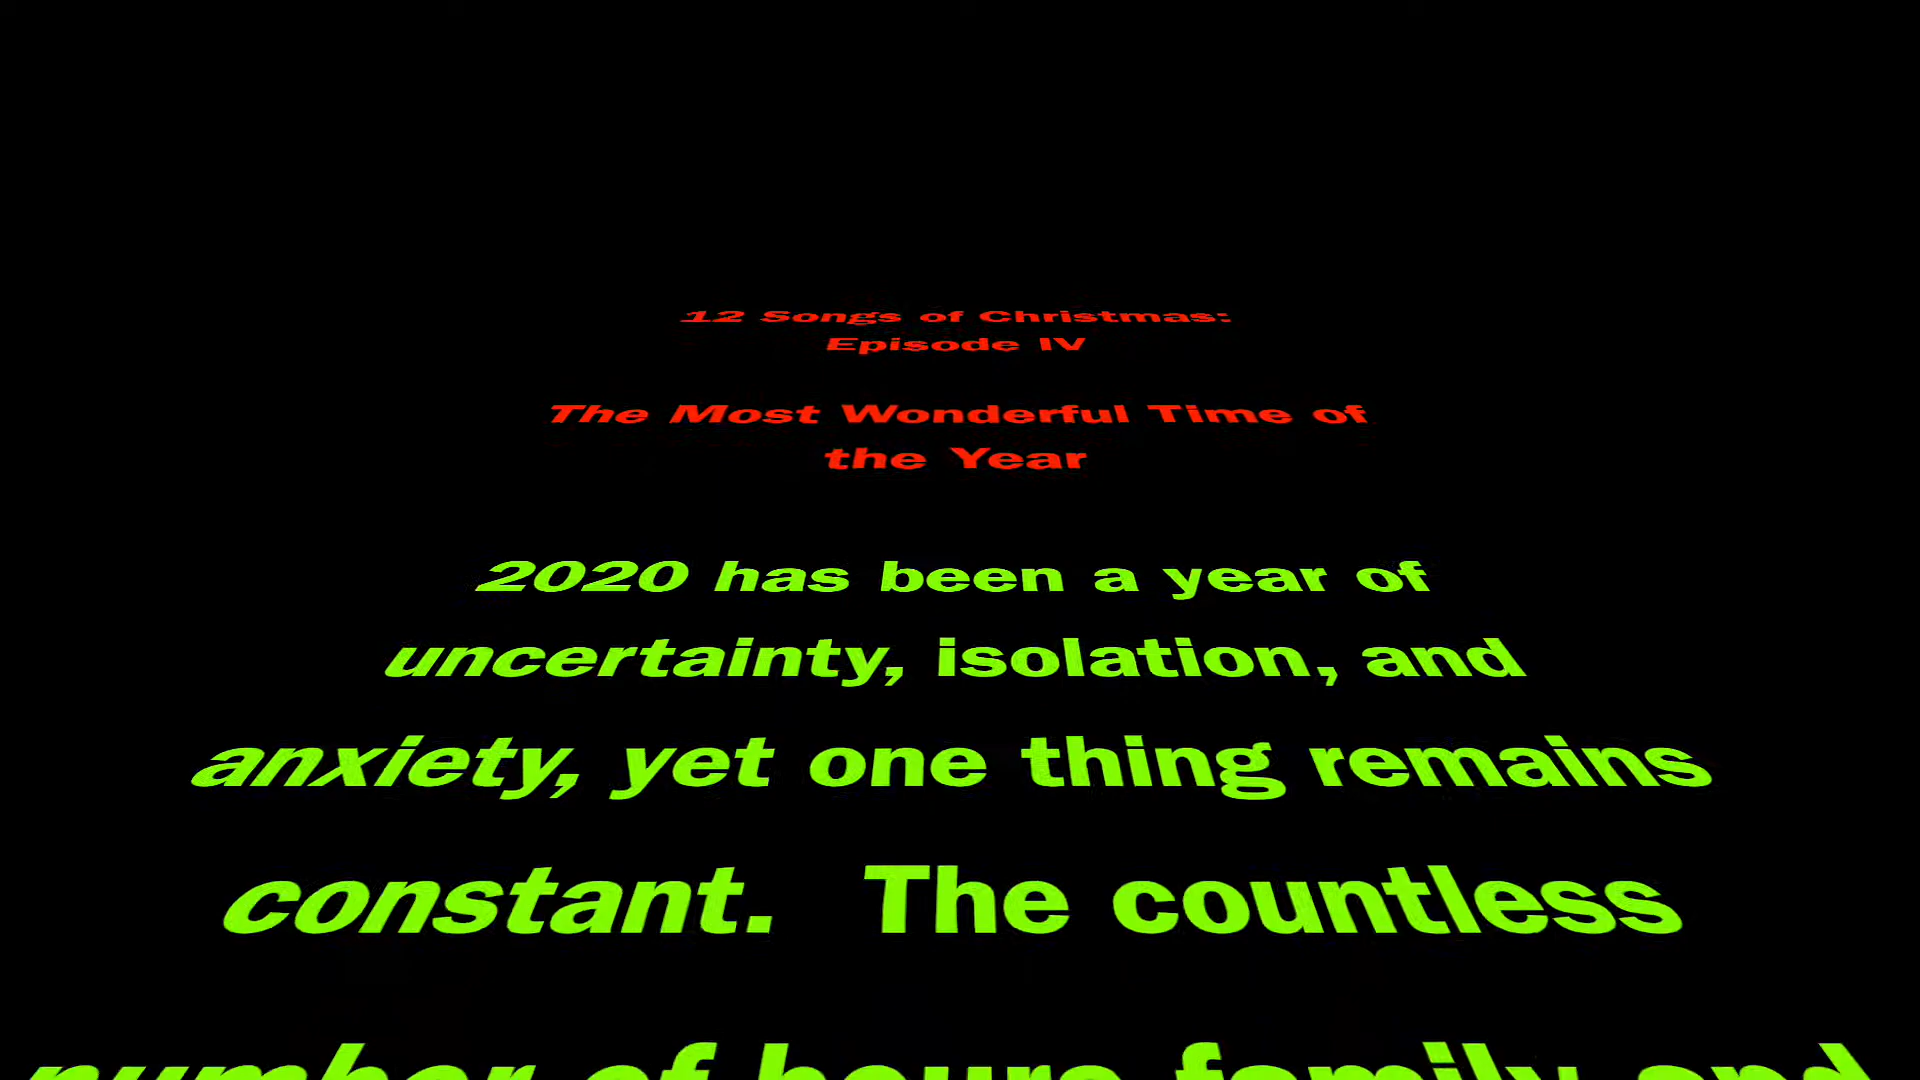 12 Songs of Christmas:
Episode IV
The Most Wonderful Time of
the Year
2020 has been a year of
uncertainty, isolation, and
anxiety, yet one thing remains
constant.  The countless
number of hours family and